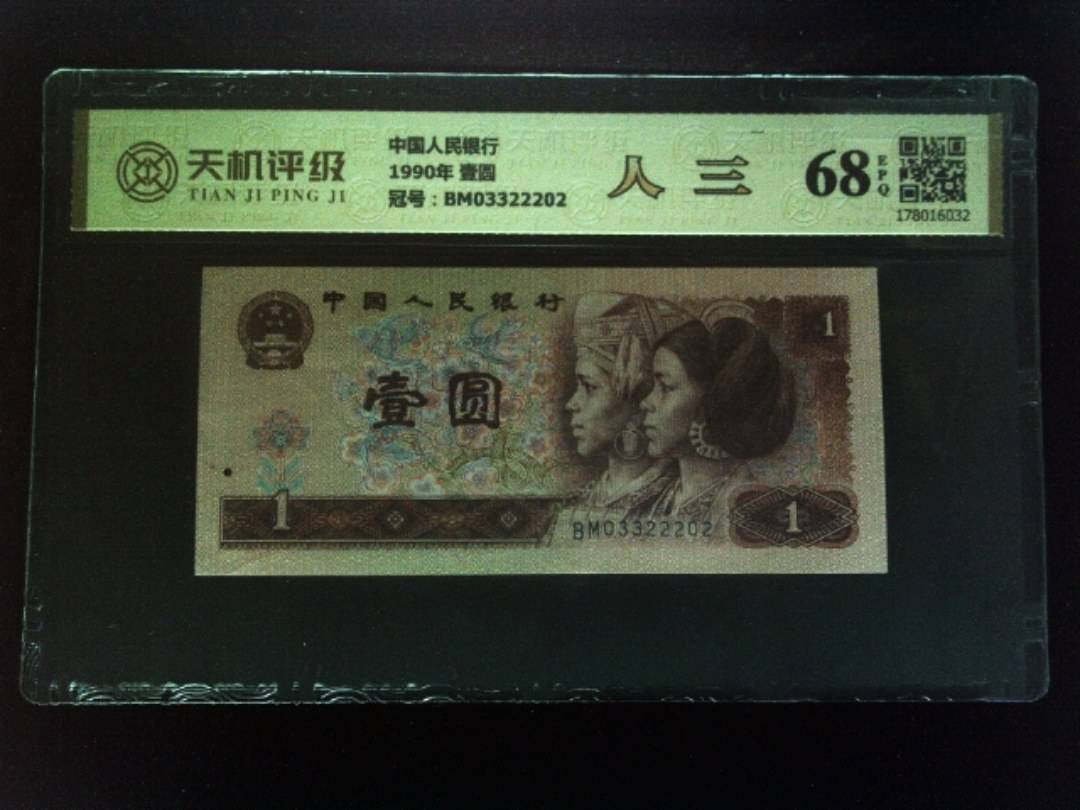 天机评级
TIAN JI PING JI
中国人民银行
1990年 壹圆
冠号：BM03322202
人 三
68 EPQ
178016032
中国人民银行
1
壹圆
1
BM03322202
1